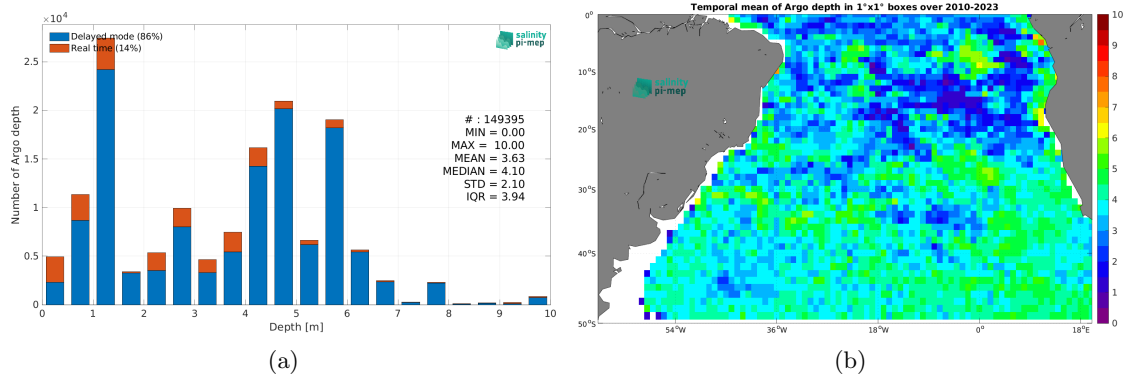 ×10⁴
Delayed mode (86%)
Real time (14%)
salinity
pi-mep
2.5
2
1.5
1
0.5
0
Number of Argo depth
# : 149395
MIN = 0.00
MAX = 10.00
MEAN = 3.63
MEDIAN = 4.10
STD = 2.10
IQR = 3.94
0 1 2 3 4 5 6 7 8 9 10
Depth [m]
(a)
Temporal mean of Argo depth in 1°x1° boxes over 2010-2023
salinity
pi-mep
0°
10°S
20°S
30°S
40°S
50°S
54°W 36°W 18°W 0° 18°E
10
9
8
7
6
5
4
3
2
1
0
(b)